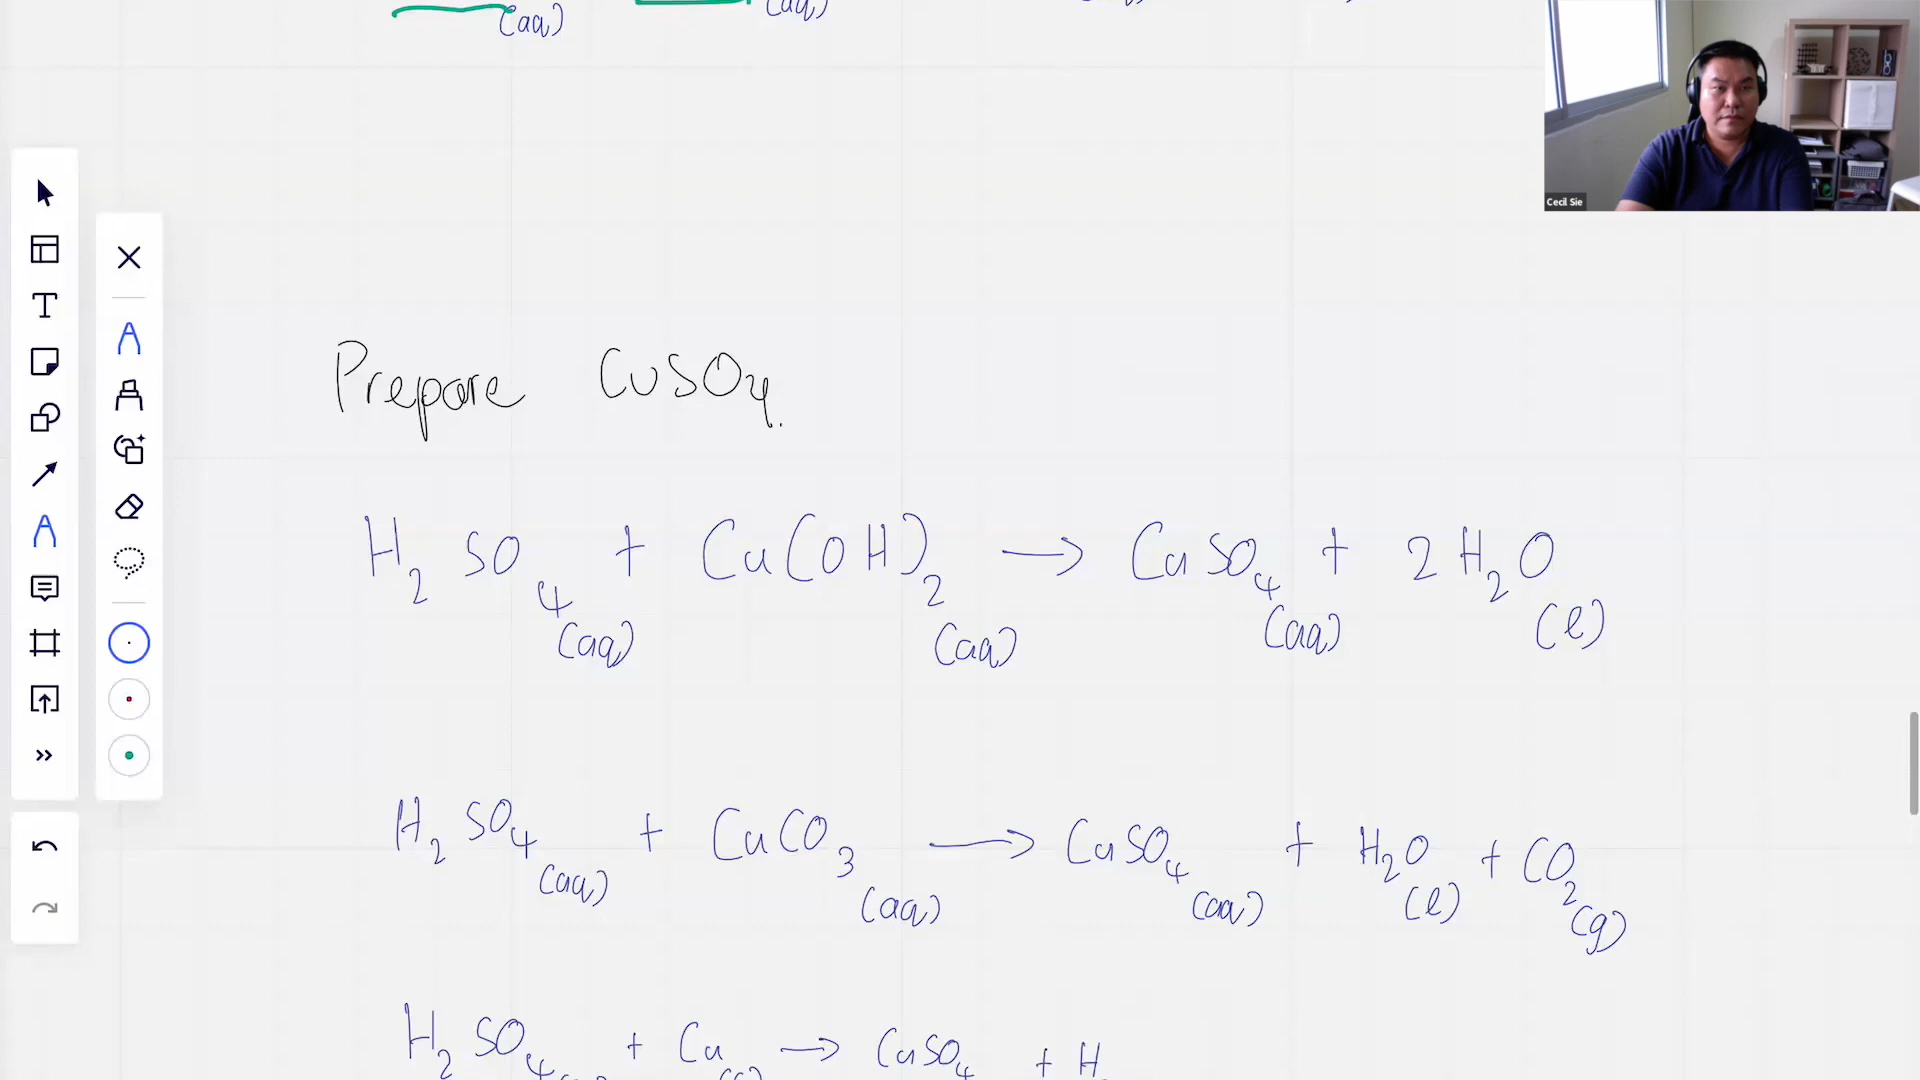 (aq) (aq)
Cecil Sie
Prepare CuSO4.
H2SO4(aq) + Cu(OH)2(aq) → CuSO4(aq) + 2H2O(l)
H2SO4(aq) + CuCO3(aq) → CuSO4(aq) + H2O(l) + CO2(g)
H2SO4 + Cu → CuSO4 + H